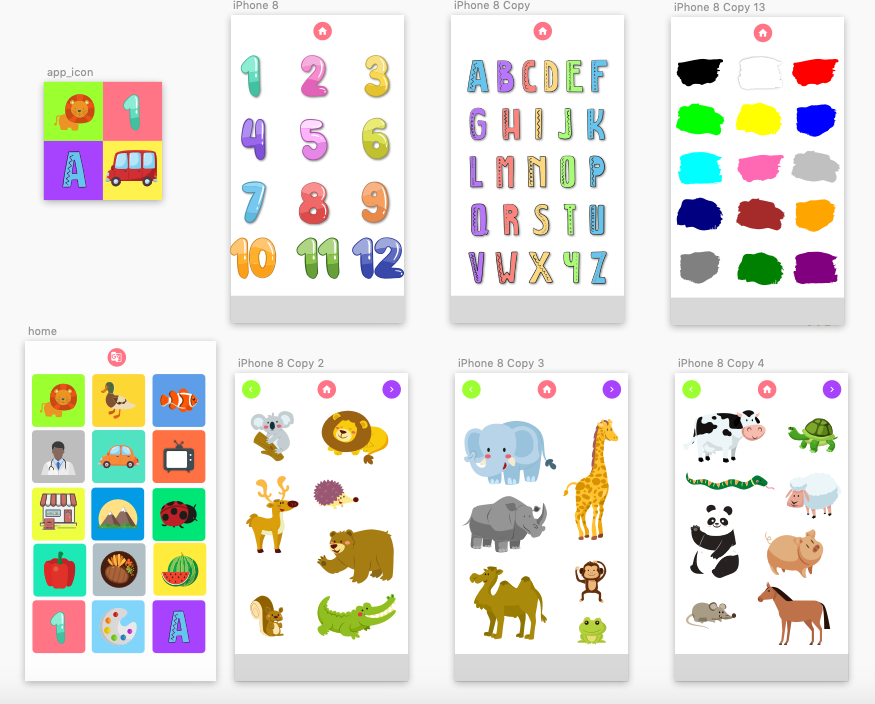 iPhone 8
iPhone 8 Copy
iPhone 8 Copy 13
app_icon
1
A
1 2 3
4 5 6
7 8 9
10 11 12
A B C D E F
G H I J K
L M N O P
Q R S T U
V W X Y Z
home
1
A
iPhone 8 Copy 2
iPhone 8 Copy 3
iPhone 8 Copy 4